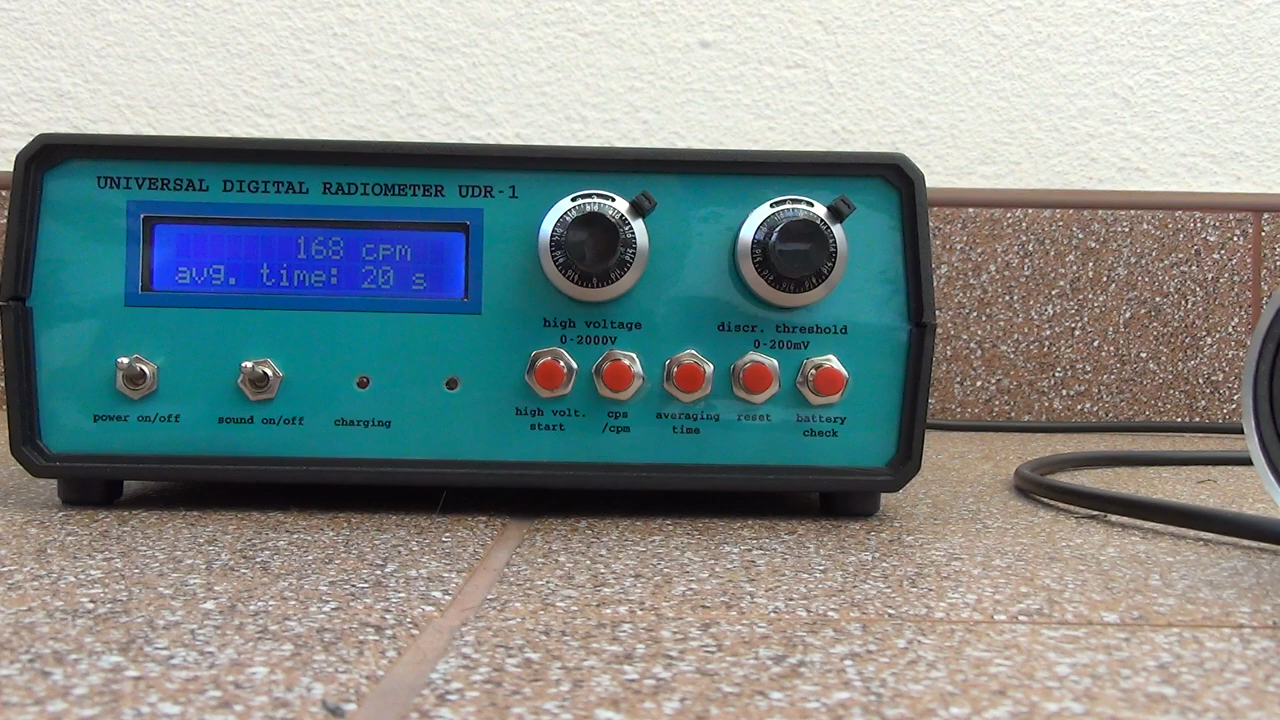 UNIVERSAL DIGITAL RADIOMETER UDR-1
168 cpm
avg. time: 20 s
high voltage
0-2000V
discr. threshold
0-200mV
power on/off
sound on/off
charging
high volt.
start
cps
/cpm
averaging
time
reset
battery
check